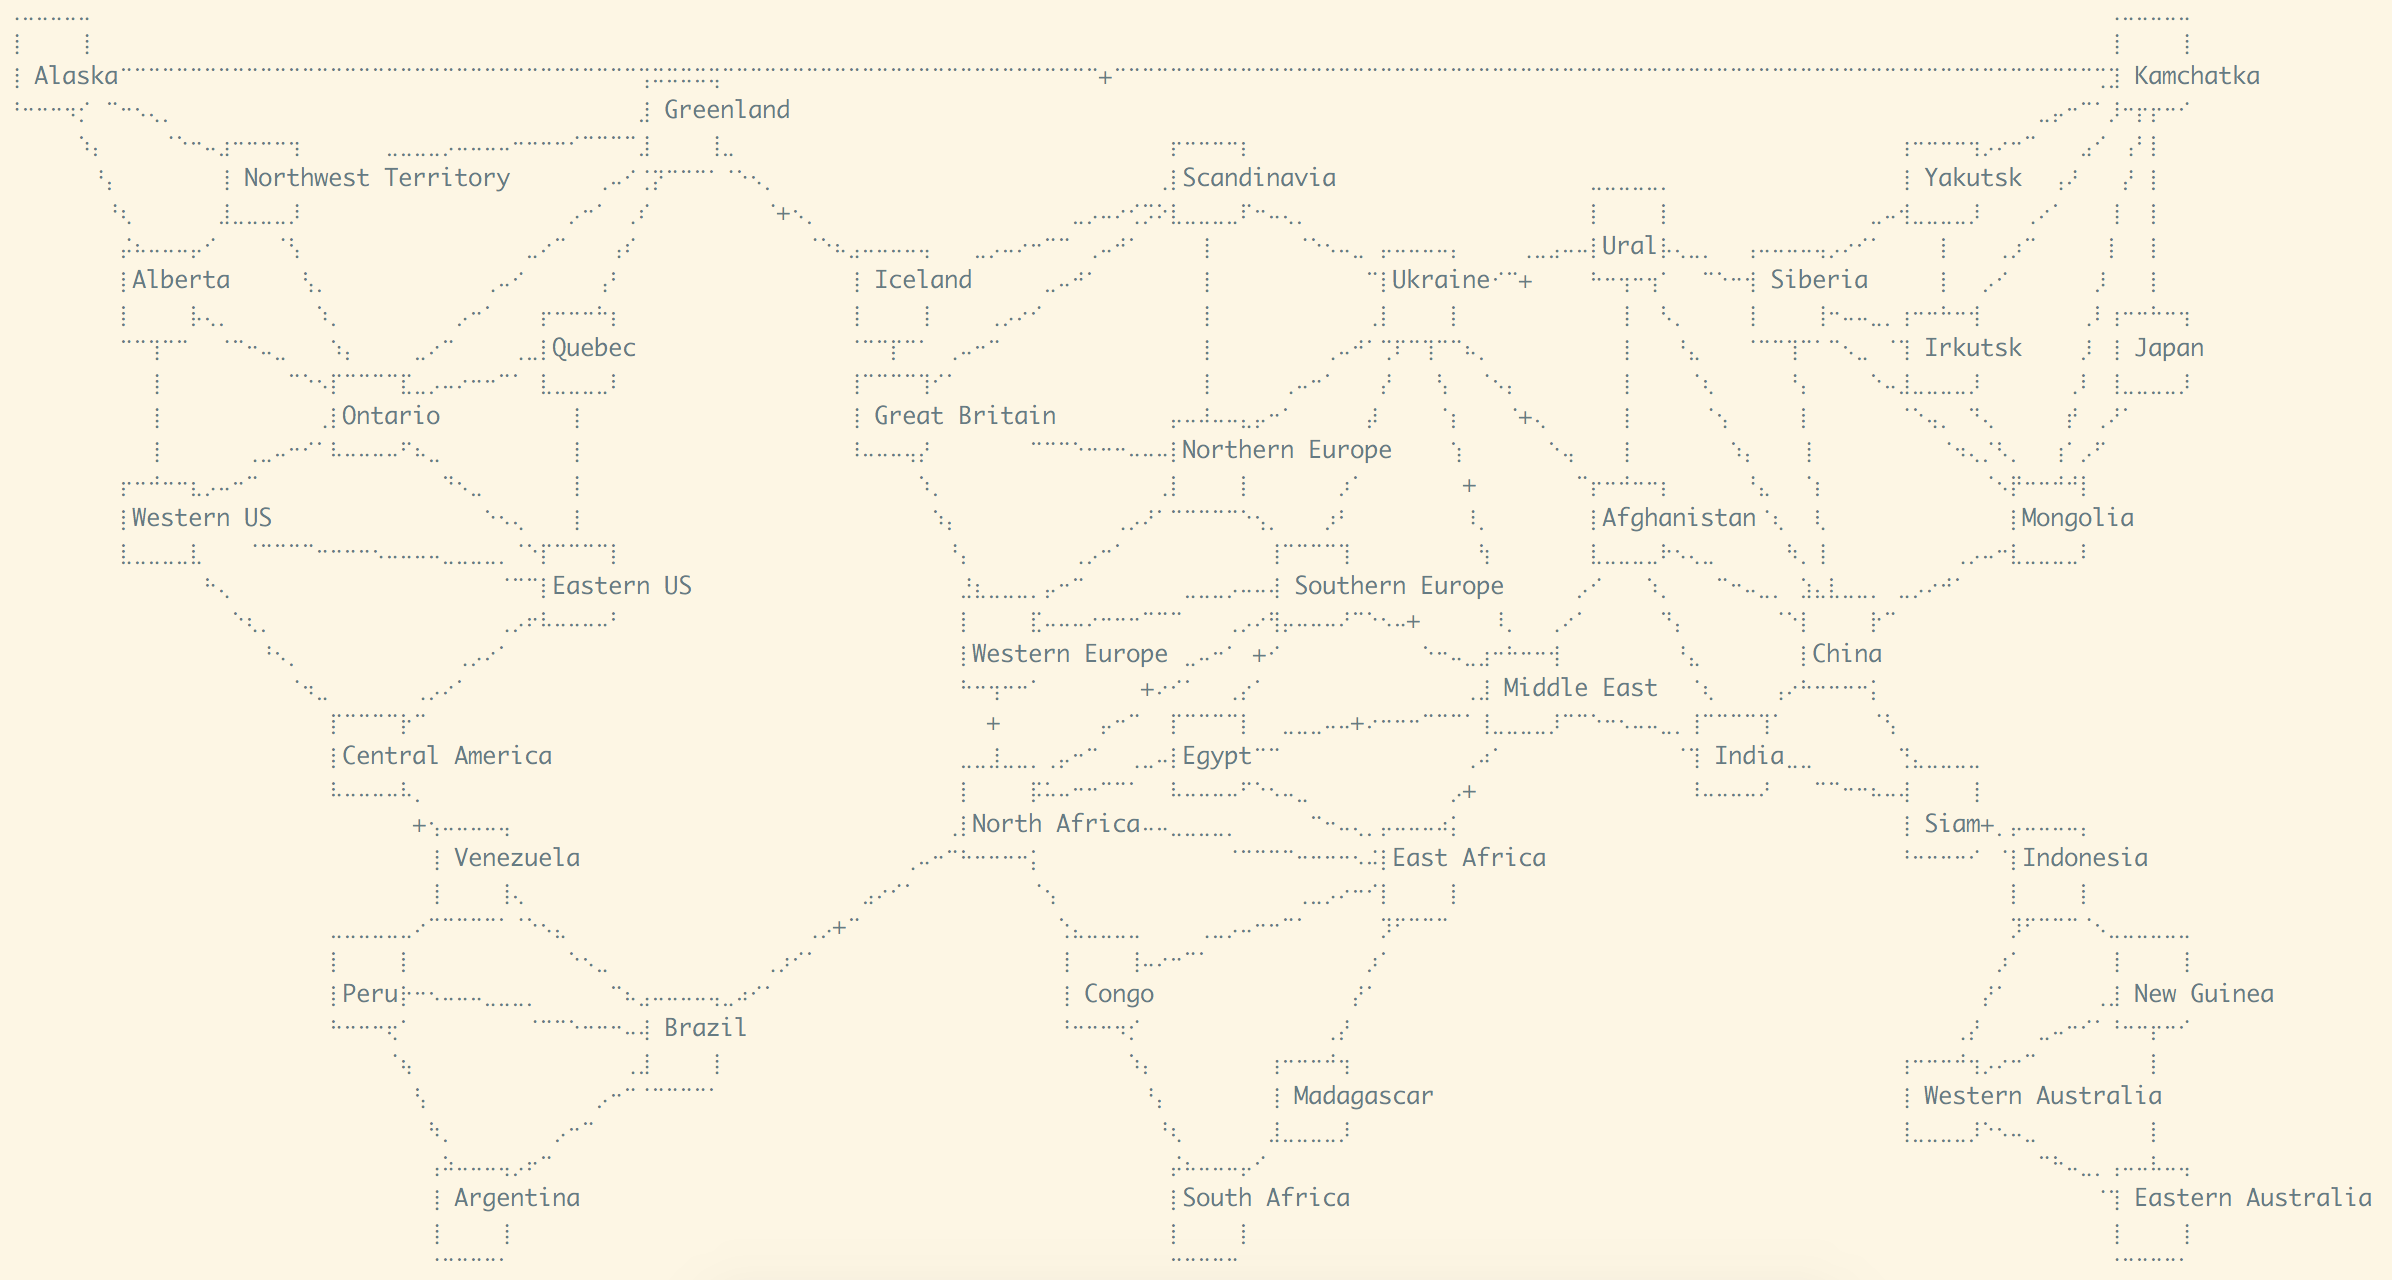 Alaska + Kamchatka
Greenland
Northwest Territory Scandinavia Yakutsk
+
Ural
Alberta Iceland Ukraine + Siberia
Quebec Irkutsk Japan
Ontario Great Britain +
Northern Europe
+
Western US Afghanistan Mongolia
Eastern US Southern Europe
+
Western Europe + China
+ Middle East
+ +
Central America Egypt India
+
+ North Africa Siam+
Venezuela East Africa Indonesia
+
Peru Congo New Guinea
Brazil
Madagascar Western Australia
Argentina South Africa Eastern Australia